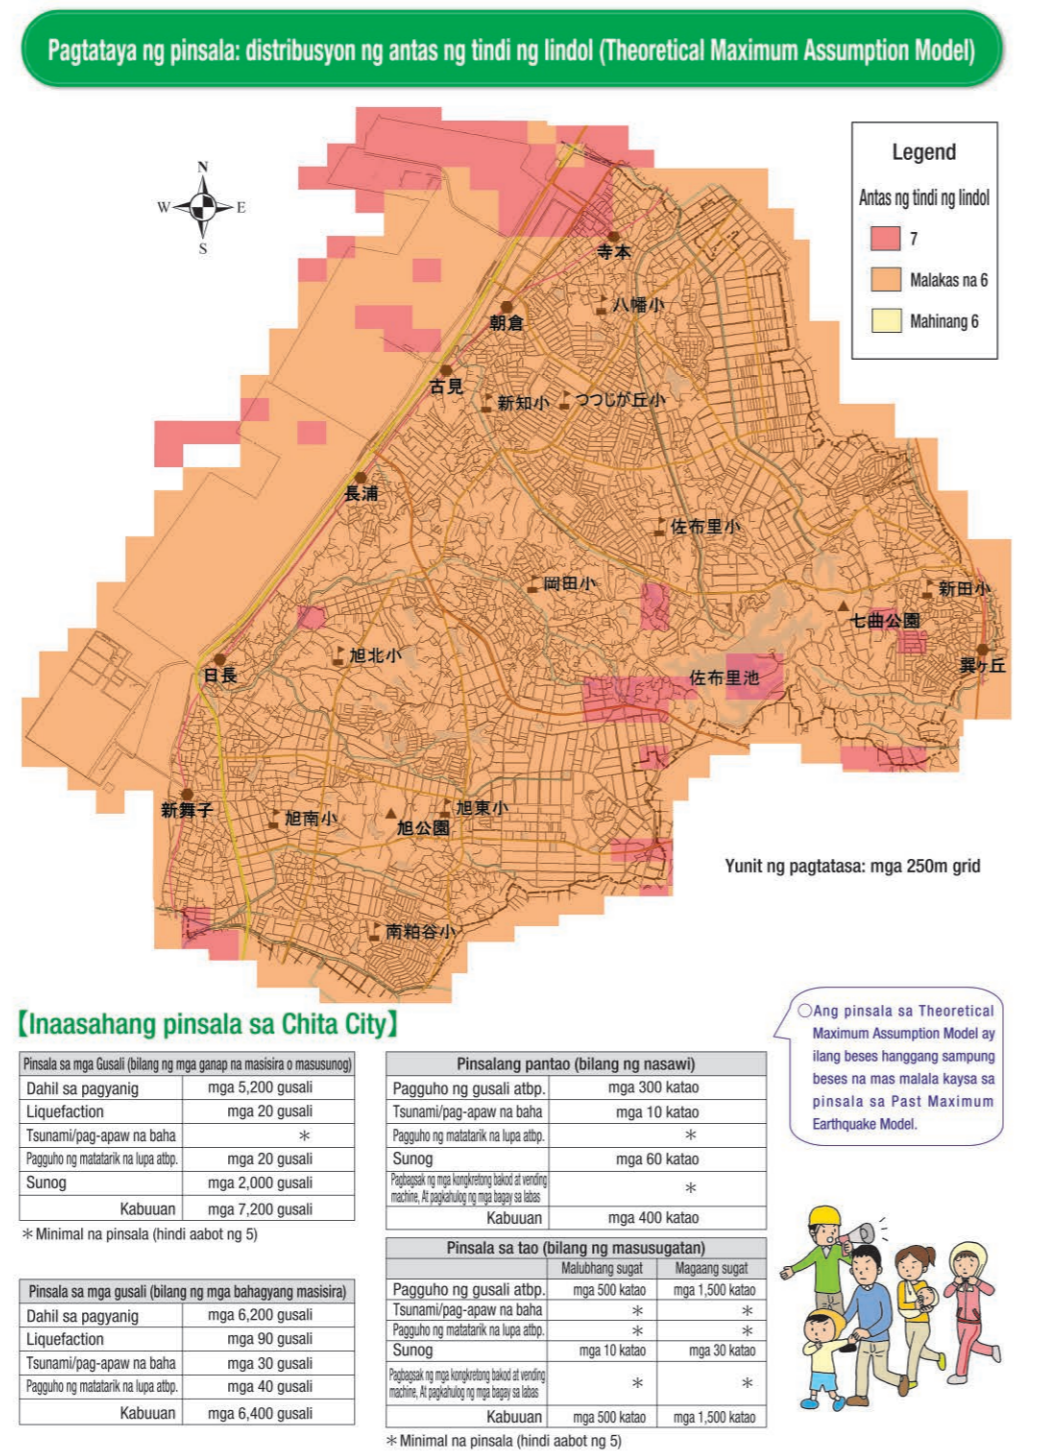 Pagtataya ng pinsala: distribusyon ng antas ng tindi ng lindol (Theoretical Maximum Assumption Model)
N
W E
S
Legend
Antas ng tindi ng lindol
7
Malakas na 6
Mahinang 6
寺本
八幡小
朝倉
古見
新知小
つつじが丘小
長浦
佐布里小
岡田小
新田小
七曲公園
旭北小
巽ヶ丘
日長
佐布里池
新舞子
旭南小
旭公園
旭東小
南粕谷小
Yunit ng pagtatasa: mga 250m grid
【Inaasahang pinsala sa Chita City】
Pinsala sa mga Gusali (bilang ng mga ganap na masisira o masusunog)
Dahil sa pagyanig mga 5,200 gusali
Liquefaction mga 20 gusali
Tsunami/pag-apaw na baha ＊
Pagguho ng matatarik na lupa atbp. mga 20 gusali
Sunog mga 2,000 gusali
Kabuuan mga 7,200 gusali
＊Minimal na pinsala (hindi aabot ng 5)
Pinsala sa mga gusali (bilang ng mga bahagyang masisira)
Dahil sa pagyanig mga 6,200 gusali
Liquefaction mga 90 gusali
Tsunami/pag-apaw na baha mga 30 gusali
Pagguho ng matatarik na lupa atbp. mga 40 gusali
Kabuuan mga 6,400 gusali
Pinsalang pantao (bilang ng nasawi)
Pagguho ng gusali atbp. mga 300 katao
Tsunami/pag-apaw na baha mga 10 katao
Pagguho ng matatarik na lupa atbp. ＊
Sunog mga 60 katao
Pagbagsak ng mga kongkretong bakod at vending
machine, At pagkahulog ng mga bagay sa labas ＊
Kabuuan mga 400 katao
Pinsala sa tao (bilang ng masusugatan)
Malubhang sugat Magaang sugat
Pagguho ng gusali atbp. mga 500 katao mga 1,500 katao
Tsunami/pag-apaw na baha ＊ ＊
Pagguho ng matatarik na lupa atbp. ＊ ＊
Sunog mga 10 katao mga 30 katao
Pagbagsak ng mga kongkretong bakod at vending
machine, At pagkahulog ng mga bagay sa labas ＊ ＊
Kabuuan mga 500 katao mga 1,500 katao
＊Minimal na pinsala (hindi aabot ng 5)
○Ang pinsala sa Theoretical
Maximum Assumption Model ay
ilang beses hanggang sampung
beses na mas malala kaysa sa
pinsala sa Past Maximum
Earthquake Model.